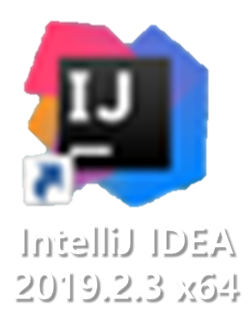 IJ
IntelliJ IDEA
2019.2.3 x64